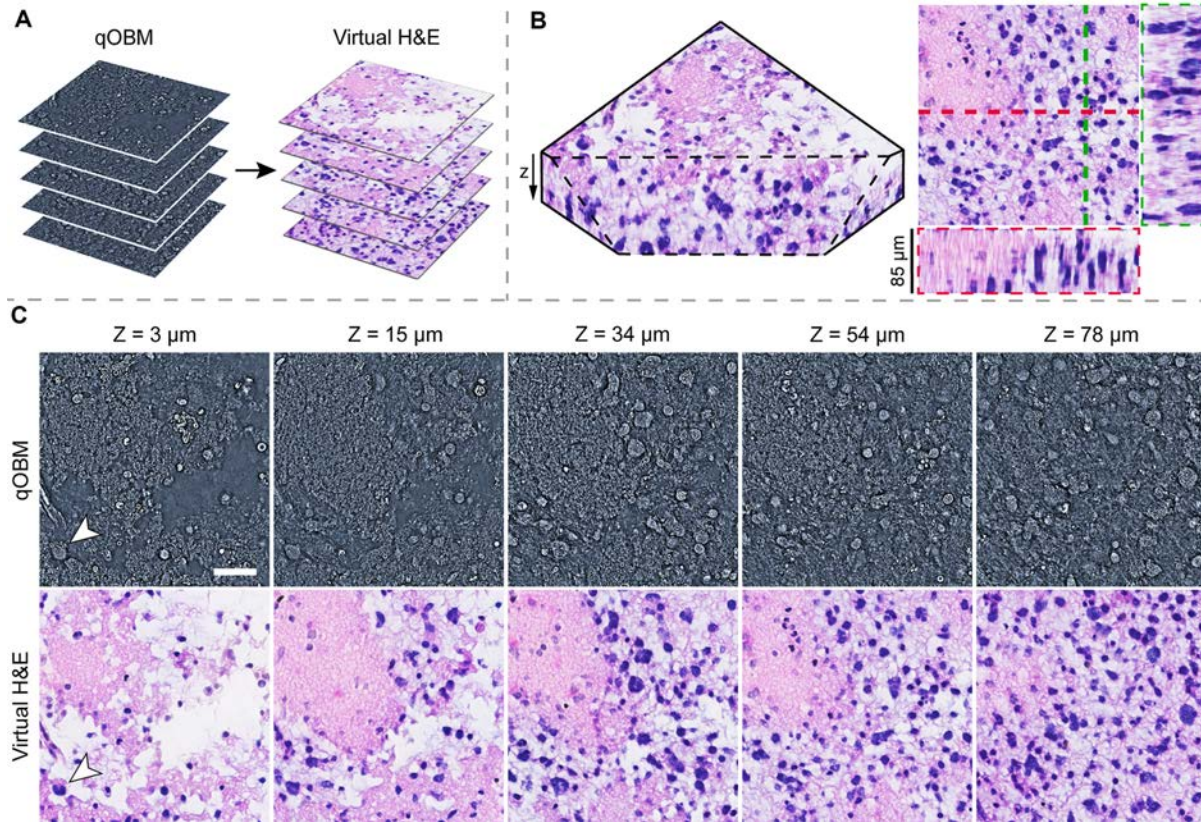 A
qOBM
Virtual H&E
B
z
85 µm
C
Z = 3 µm
Z = 15 µm
Z = 34 µm
Z = 54 µm
Z = 78 µm
qOBM
Virtual H&E